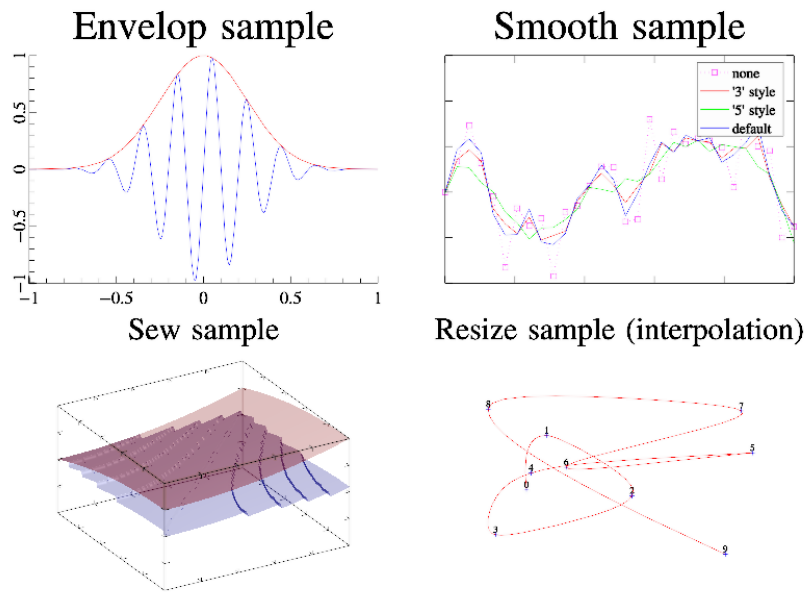 Envelop sample
1
0.5
0
−0.5
−1
−1
−0.5
0
0.5
1
Smooth sample
none
'3' style
'5' style
default
Sew sample
Resize sample (interpolation)
8
7
1
5
6
4
0
2
3
9